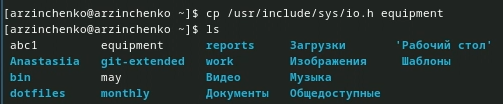 [arzinchenko@arzinchenko ~]$ cp /usr/include/sys/io.h equipment
[arzinchenko@arzinchenko ~]$ ls
abc1 equipment reports Загрузки 'Рабочий стол'
Anastasiia git-extended work Изображения Шаблоны
bin may Видео Музыка
dotfiles monthly Документы Общедоступные